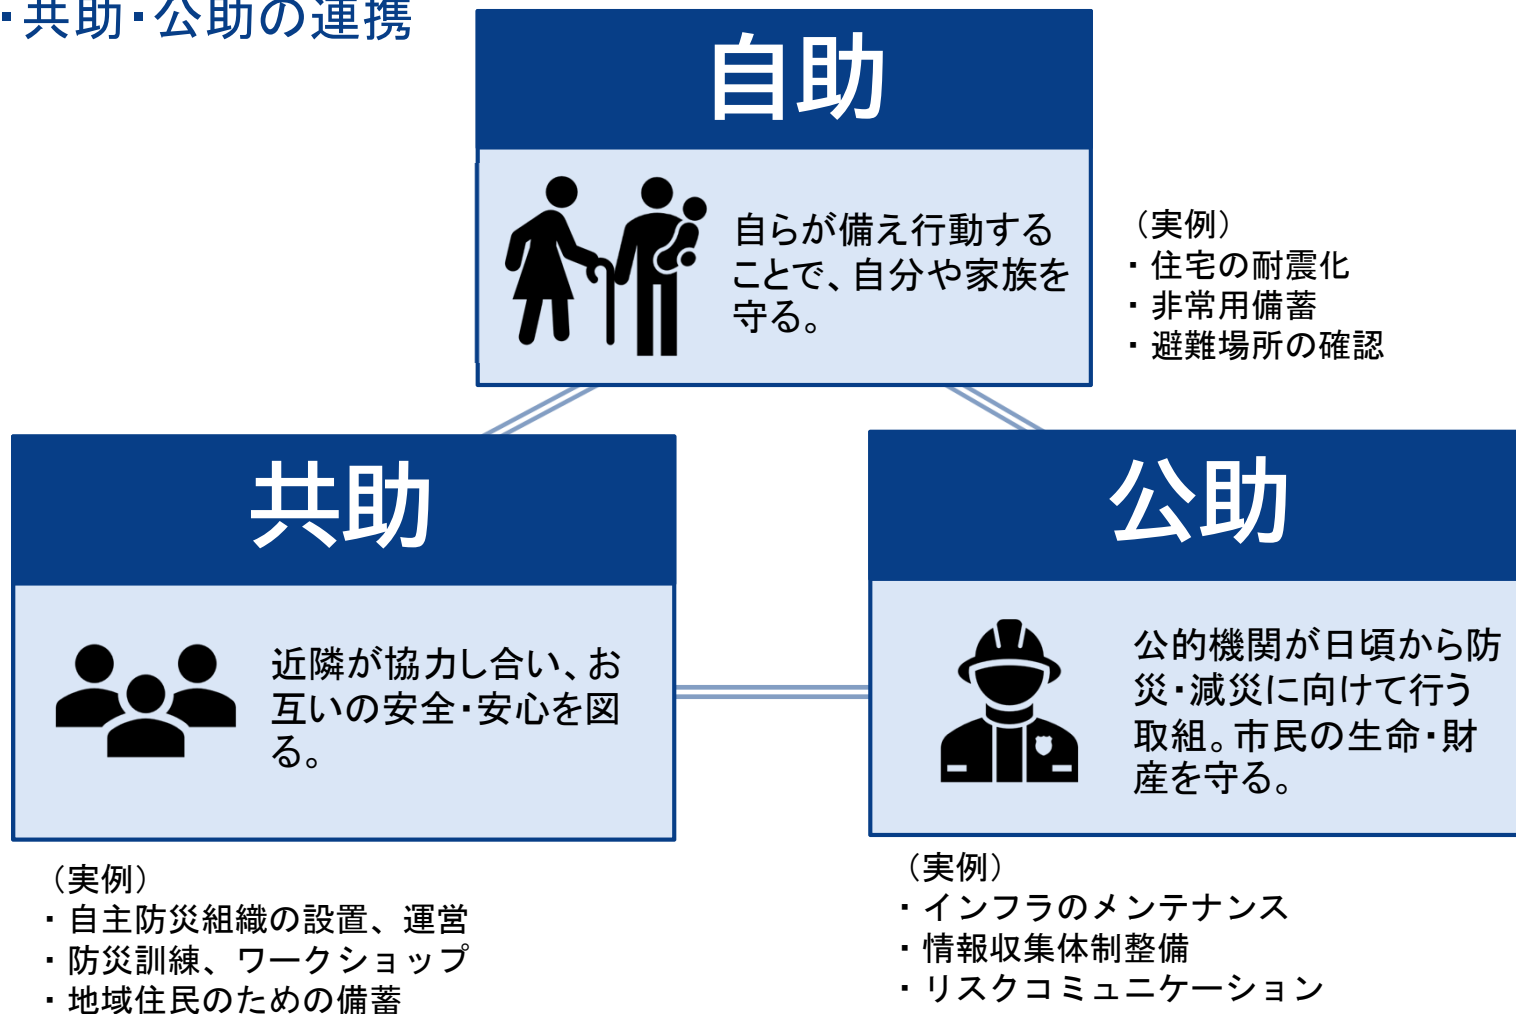 ・共助・公助の連携
自助
自らが備え行動する
ことで、自分や家族を
守る。
（実例）
・住宅の耐震化
・非常用備蓄
・避難場所の確認
共助
近隣が協力し合い、お
互いの安全・安心を図
る。
（実例）
・自主防災組織の設置、運営
・防災訓練、ワークショップ
・地域住民のための備蓄
公助
公的機関が日頃から防
災・減災に向けて行う
取組。市民の生命・財
産を守る。
（実例）
・インフラのメンテナンス
・情報収集体制整備
・リスクコミュニケーション